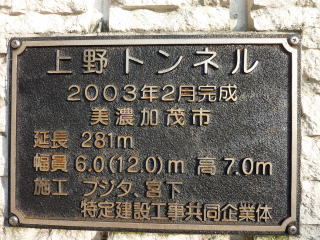 上野トンネル
2003年2月完成
美濃加茂市
延長 281m
幅員 6.0(12.0)m 高 7.0m
施工 フジタ、宮下
特定建設工事共同企業体